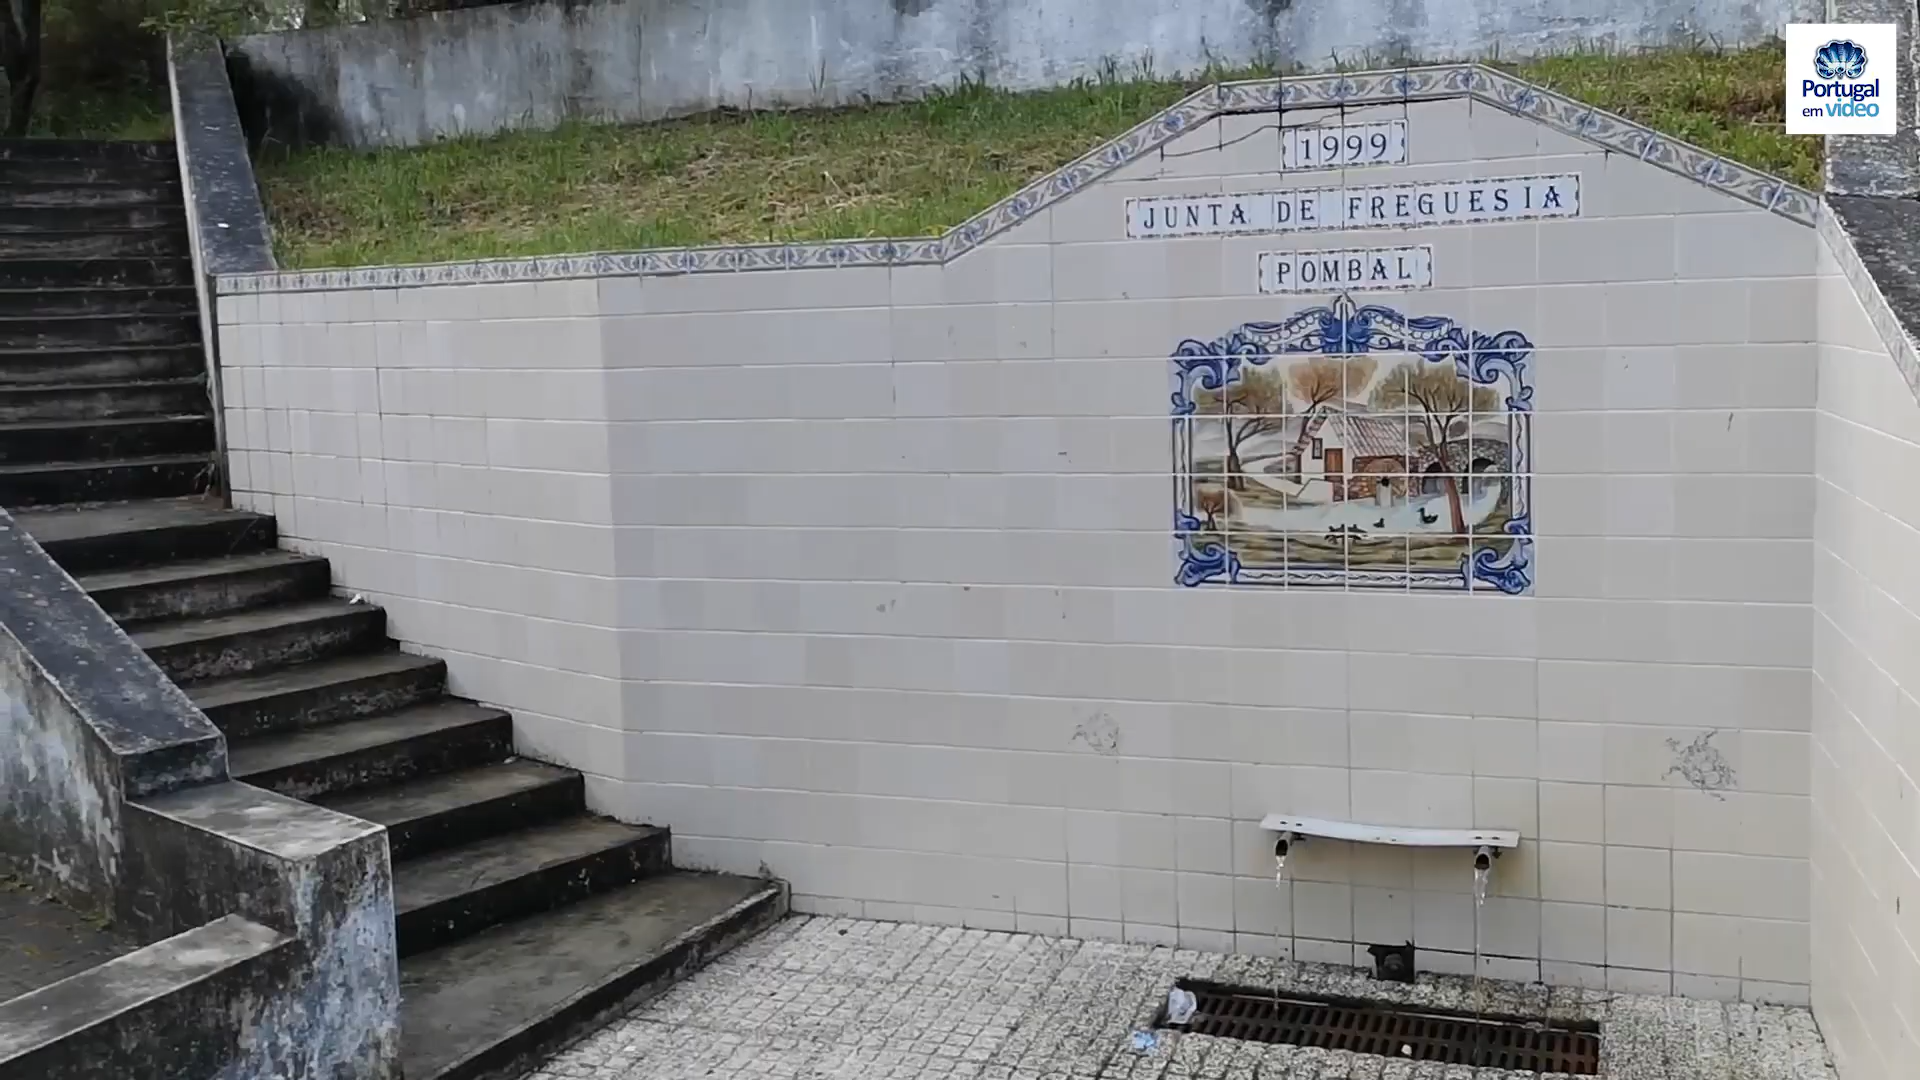 1999
JUNTA DE FREGUESIA
POMBAL
Portugal
em video